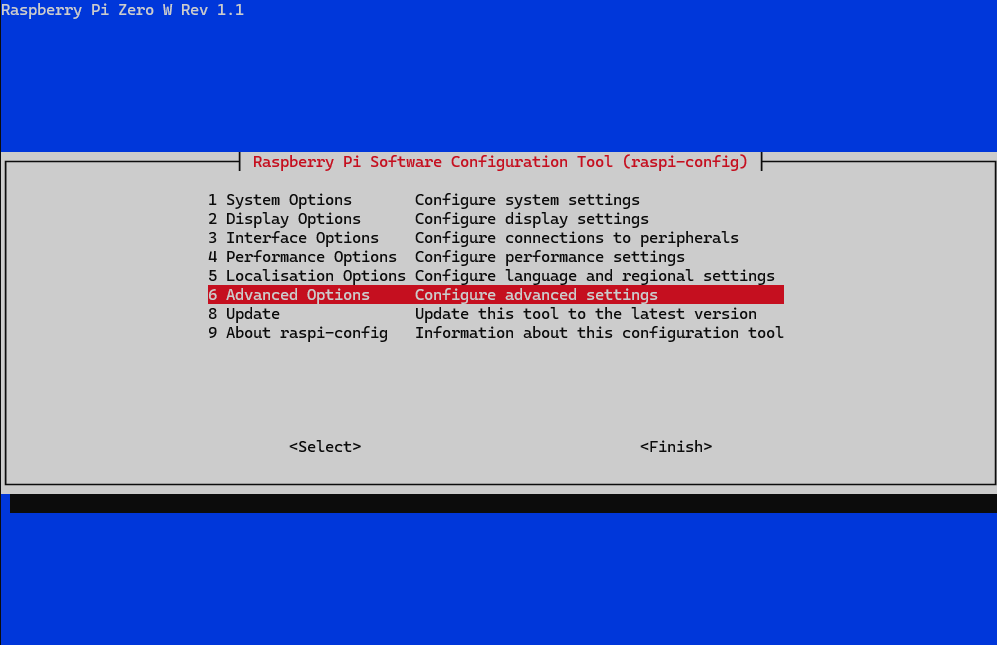 Raspberry Pi Zero W Rev 1.1
Raspberry Pi Software Configuration Tool (raspi-config)
1 System Options Configure system settings
2 Display Options Configure display settings
3 Interface Options Configure connections to peripherals
4 Performance Options Configure performance settings
5 Localisation Options Configure language and regional settings
6 Advanced Options Configure advanced settings
8 Update Update this tool to the latest version
9 About raspi-config Information about this configuration tool
<Select> <Finish>